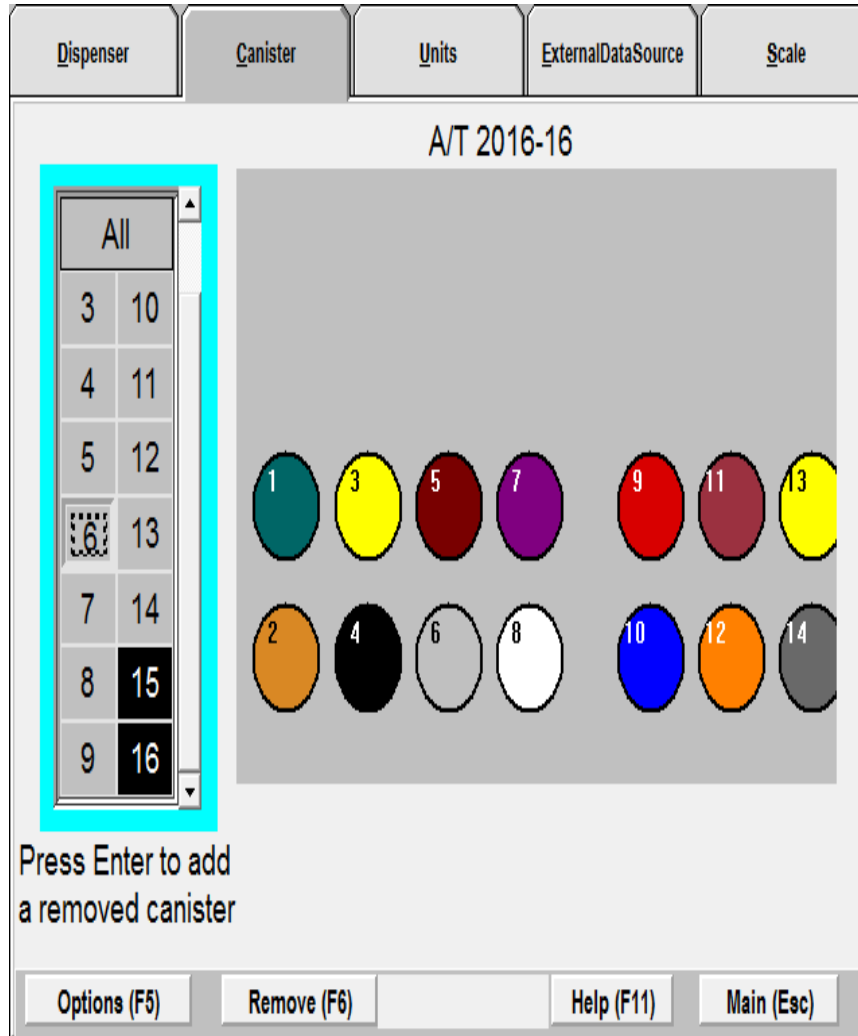 Dispenser Canister Units ExternalDataSource Scale
A/T 2016-16
All
3 10
4 11
5 12
6 13
7 14
8 15
9 16
1 3 5 7 9 11 13
2 4 6 8 10 12 14
Press Enter to add
a removed canister
Options (F5) Remove (F6) Help (F11) Main (Esc)